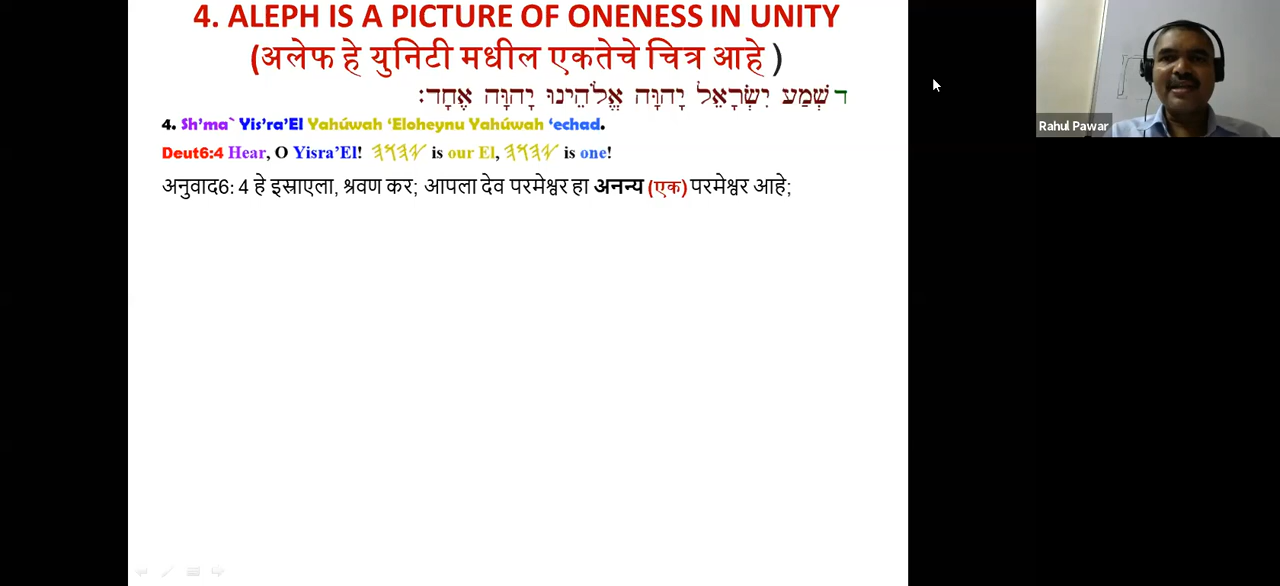 4. ALEPH IS A PICTURE OF ONENESS IN UNITY
(अलेफ हे युनिटी मधील एकतेचे चित्र आहे )
ד שְׁמַע יִשְׂרָאֵל יָהוָּה אֱלֹהֵינוּ יָהוָּה אֶחָד׃
4. Sh’ma` Yis’ra’El Yahúwah ‘Eloheynu Yahúwah ‘echad.
Deut6:4 Hear, O Yisra’El! 𐤉𐤄𐤅𐤄 is our El, 𐤉𐤄𐤅𐤄 is one!
अनुवाद6: 4 हे इस्राएला, श्रवण कर; आपला देव परमेश्वर हा अनन्य (एक) परमेश्वर आहे;
Rahul Pawar